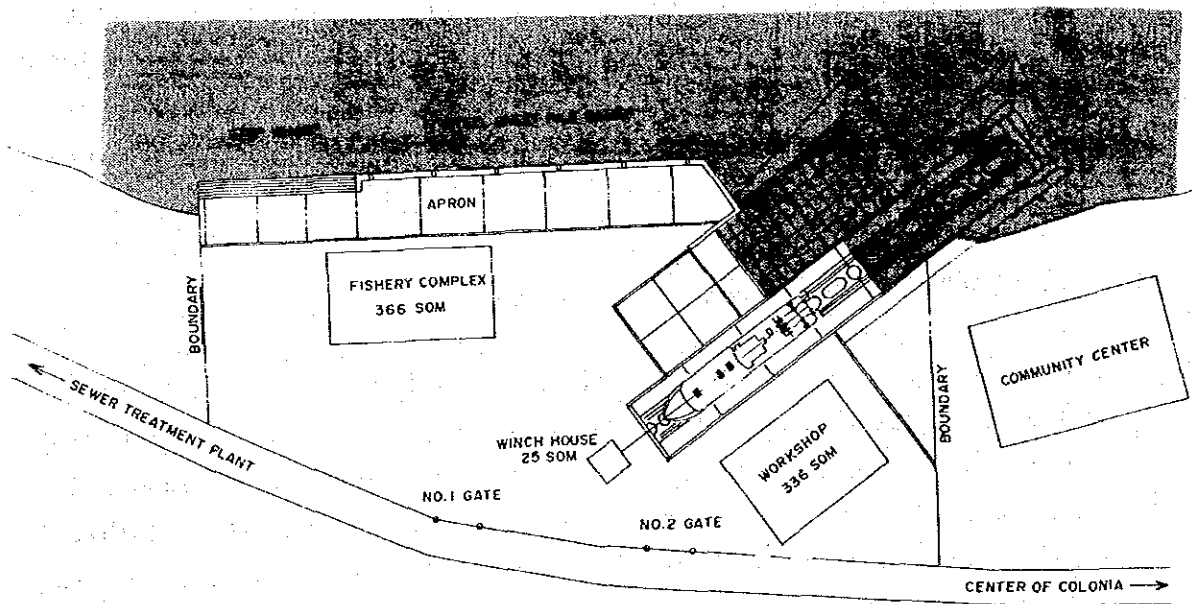 APRON
FISHERY COMPLEX
366 SQM
BOUNDARY
SEWER TREATMENT PLANT
WINCH HOUSE
25 SQM
WORKSHOP
336 SQM
BOUNDARY
COMMUNITY CENTER
NO.1 GATE
NO.2 GATE
CENTER OF COLONIA